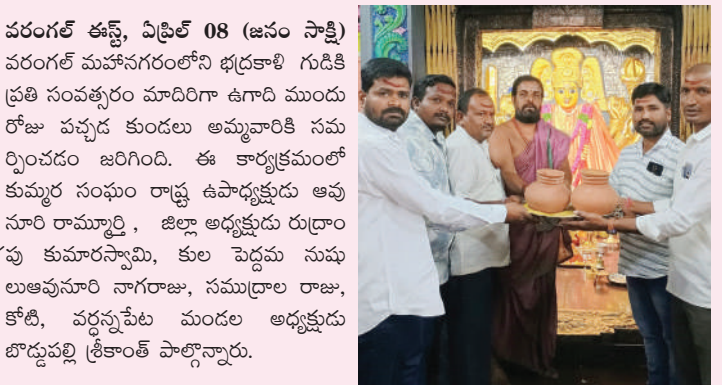 వరంగల్ ఈస్ట్, ఏప్రిల్ 08 (జనం సాక్షి)
వరంగల్ మహానగరంలోని భద్రకాళి గుడికి
ప్రతి సంవత్సరం మాదిరిగా ఉగాది ముందు
రోజు పచ్చడ కుండలు అమ్మవారికి సమ
ర్పించడం జరిగింది. ఈ కార్యక్రమంలో
కుమ్మర సంఘం రాష్ట్ర ఉపాధ్యక్షుడు ఆవు
నూరి రామ్మూర్తి , జిల్లా అధ్యక్షుడు రుద్రాం
పు కుమారస్వామి, కుల పెద్దమ నుషు
లుఆవునూరి నాగరాజు, సముద్రాల రాజు,
కోటి, వర్ధన్నపేట మండల అధ్యక్షుడు
బొడ్డుపల్లి శ్రీకాంత్ పాల్గొన్నారు.